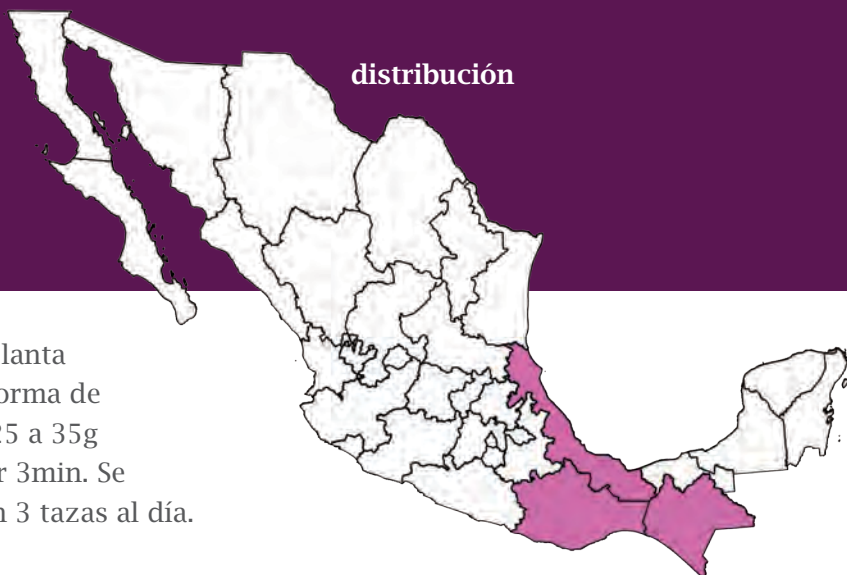 distribución
lanta
orma de
25 a 35g
r 3min. Se
n 3 tazas al día.